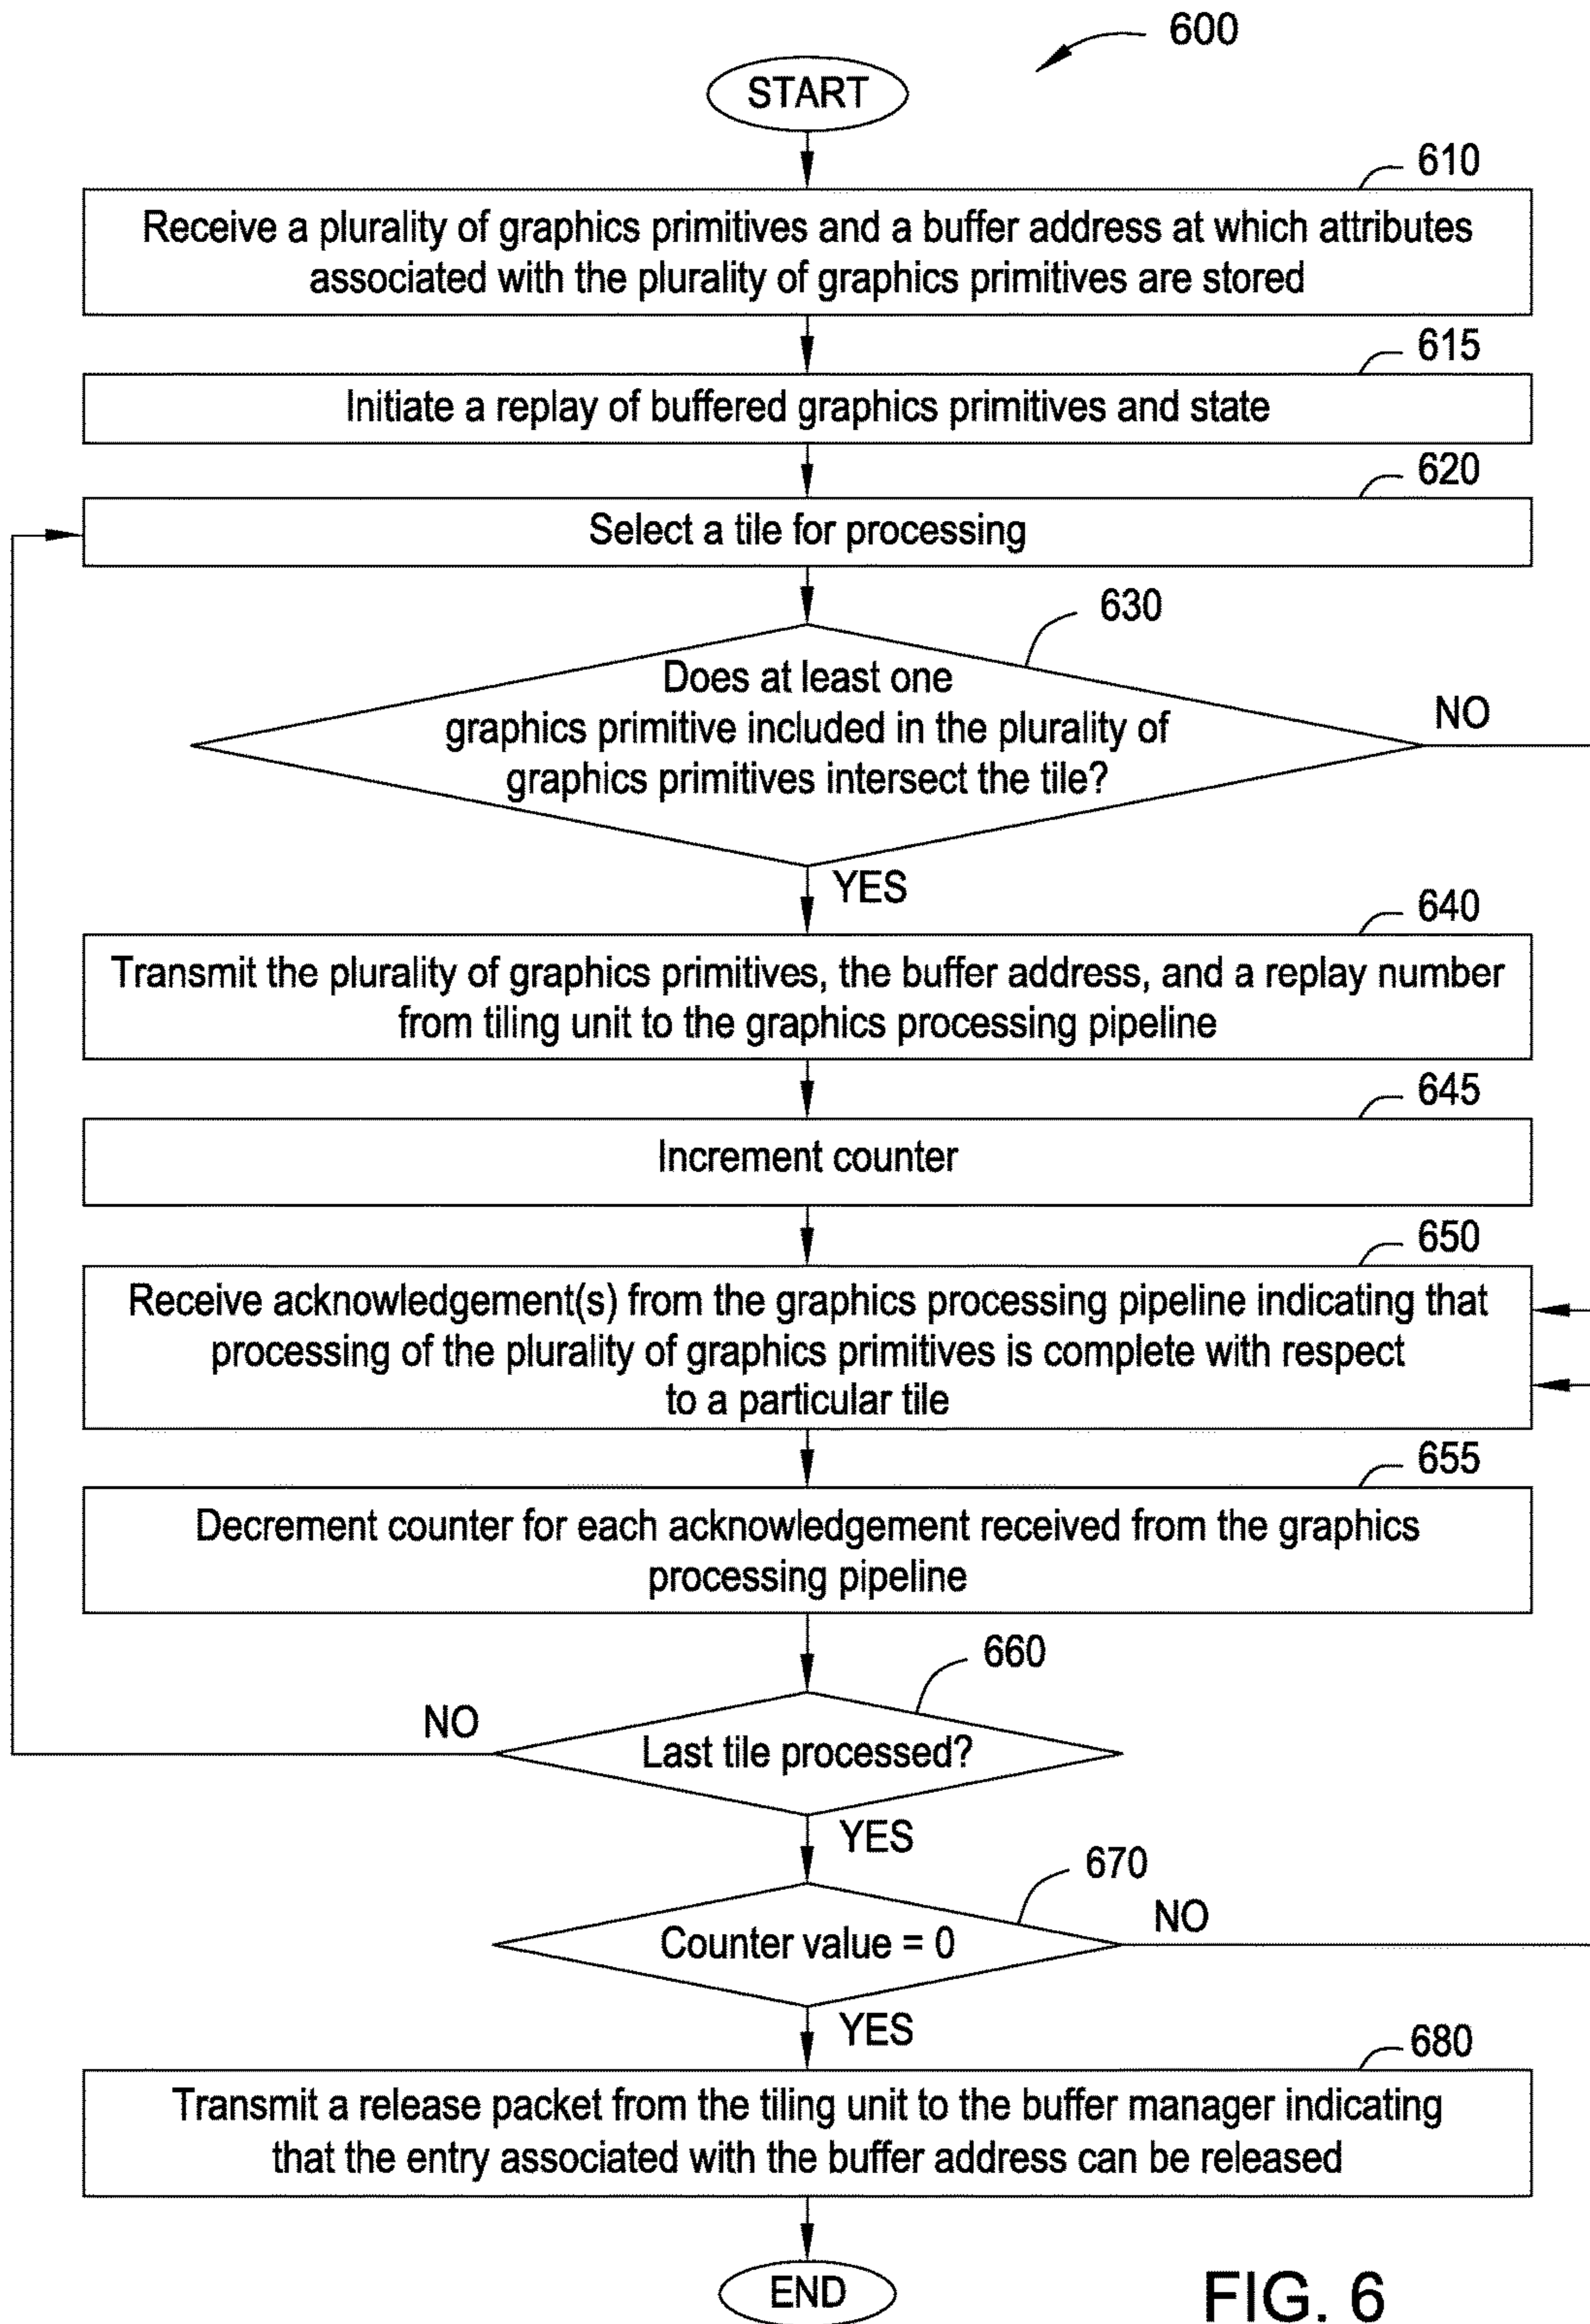 600
START
610
Receive a plurality of graphics primitives and a buffer address at which attributes
associated with the plurality of graphics primitives are stored
615
Initiate a replay of buffered graphics primitives and state
620
Select a tile for processing
630
Does at least one
graphics primitive included in the plurality of
graphics primitives intersect the tile?
NO
YES
640
Transmit the plurality of graphics primitives, the buffer address, and a replay number
from tiling unit to the graphics processing pipeline
645
Increment counter
650
Receive acknowledgement(s) from the graphics processing pipeline indicating that
processing of the plurality of graphics primitives is complete with respect
to a particular tile
655
Decrement counter for each acknowledgement received from the graphics
processing pipeline
660
NO
Last tile processed?
YES
670
Counter value = 0
NO
YES
680
Transmit a release packet from the tiling unit to the buffer manager indicating
that the entry associated with the buffer address can be released
END
FIG. 6